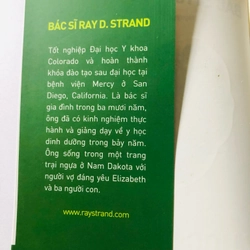 BÁC SĨ RAY D. STRAND
Tốt nghiệp Đại học Y khoa
Colorado và hoàn thành
khóa đào tạo sau đại học tại
bệnh viện Mercy ở San
Diego, California. Là bác sĩ
gia đình trong ba mươi năm,
ông đã có kinh nghiệm thực
hành và giảng dạy về y học
dinh dưỡng trong bảy năm.
Ông sống trong một trang
trại ngựa ở Nam Dakota với
người vợ đáng yêu Elizabeth
và ba người con.
www.raystrand.com